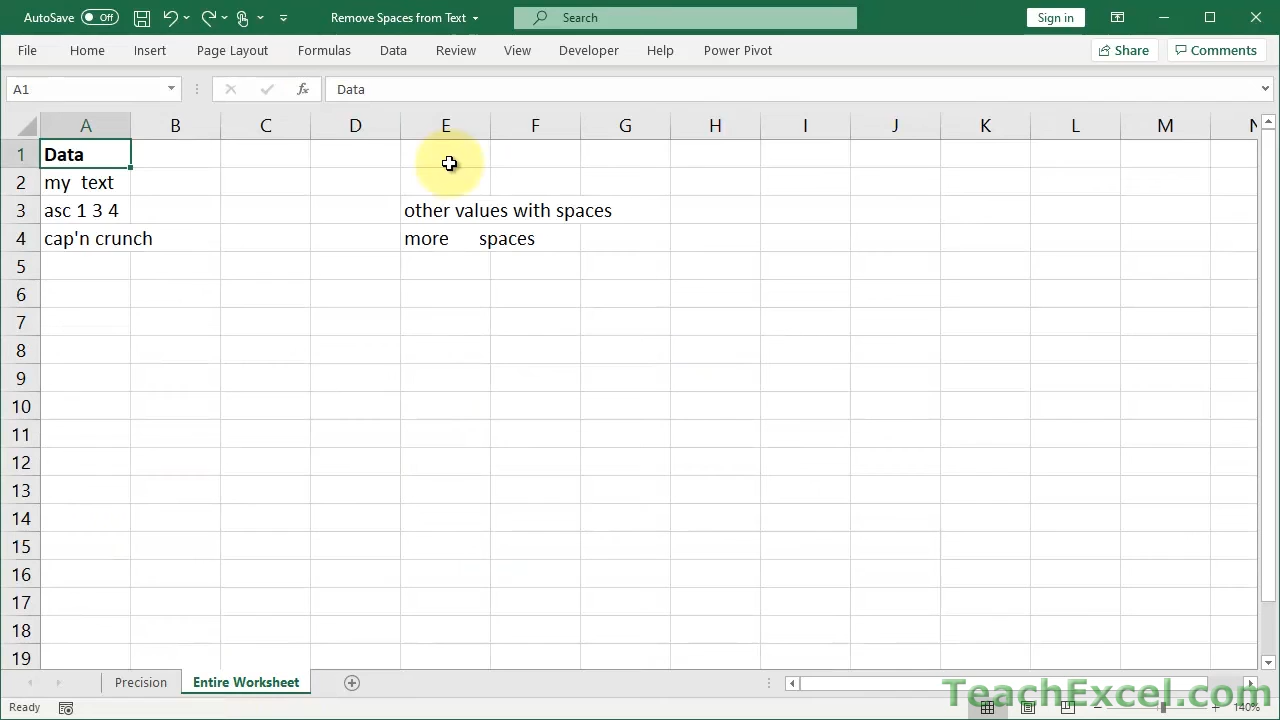 AutoSave Off Remove Spaces from Text Search Sign in
File Home Insert Page Layout Formulas Data Review View Developer Help Power Pivot Share Comments
A1 fx Data
A B C D E F G H I J K L M N
1 Data
2 my  text
3 asc 1 3 4 other values with spaces
4 cap'n crunch more      spaces
5
6
7
8
9
10
11
12
13
14
15
16
17
18
19
Precision Entire Worksheet
Ready 140%
TeachExcel.com